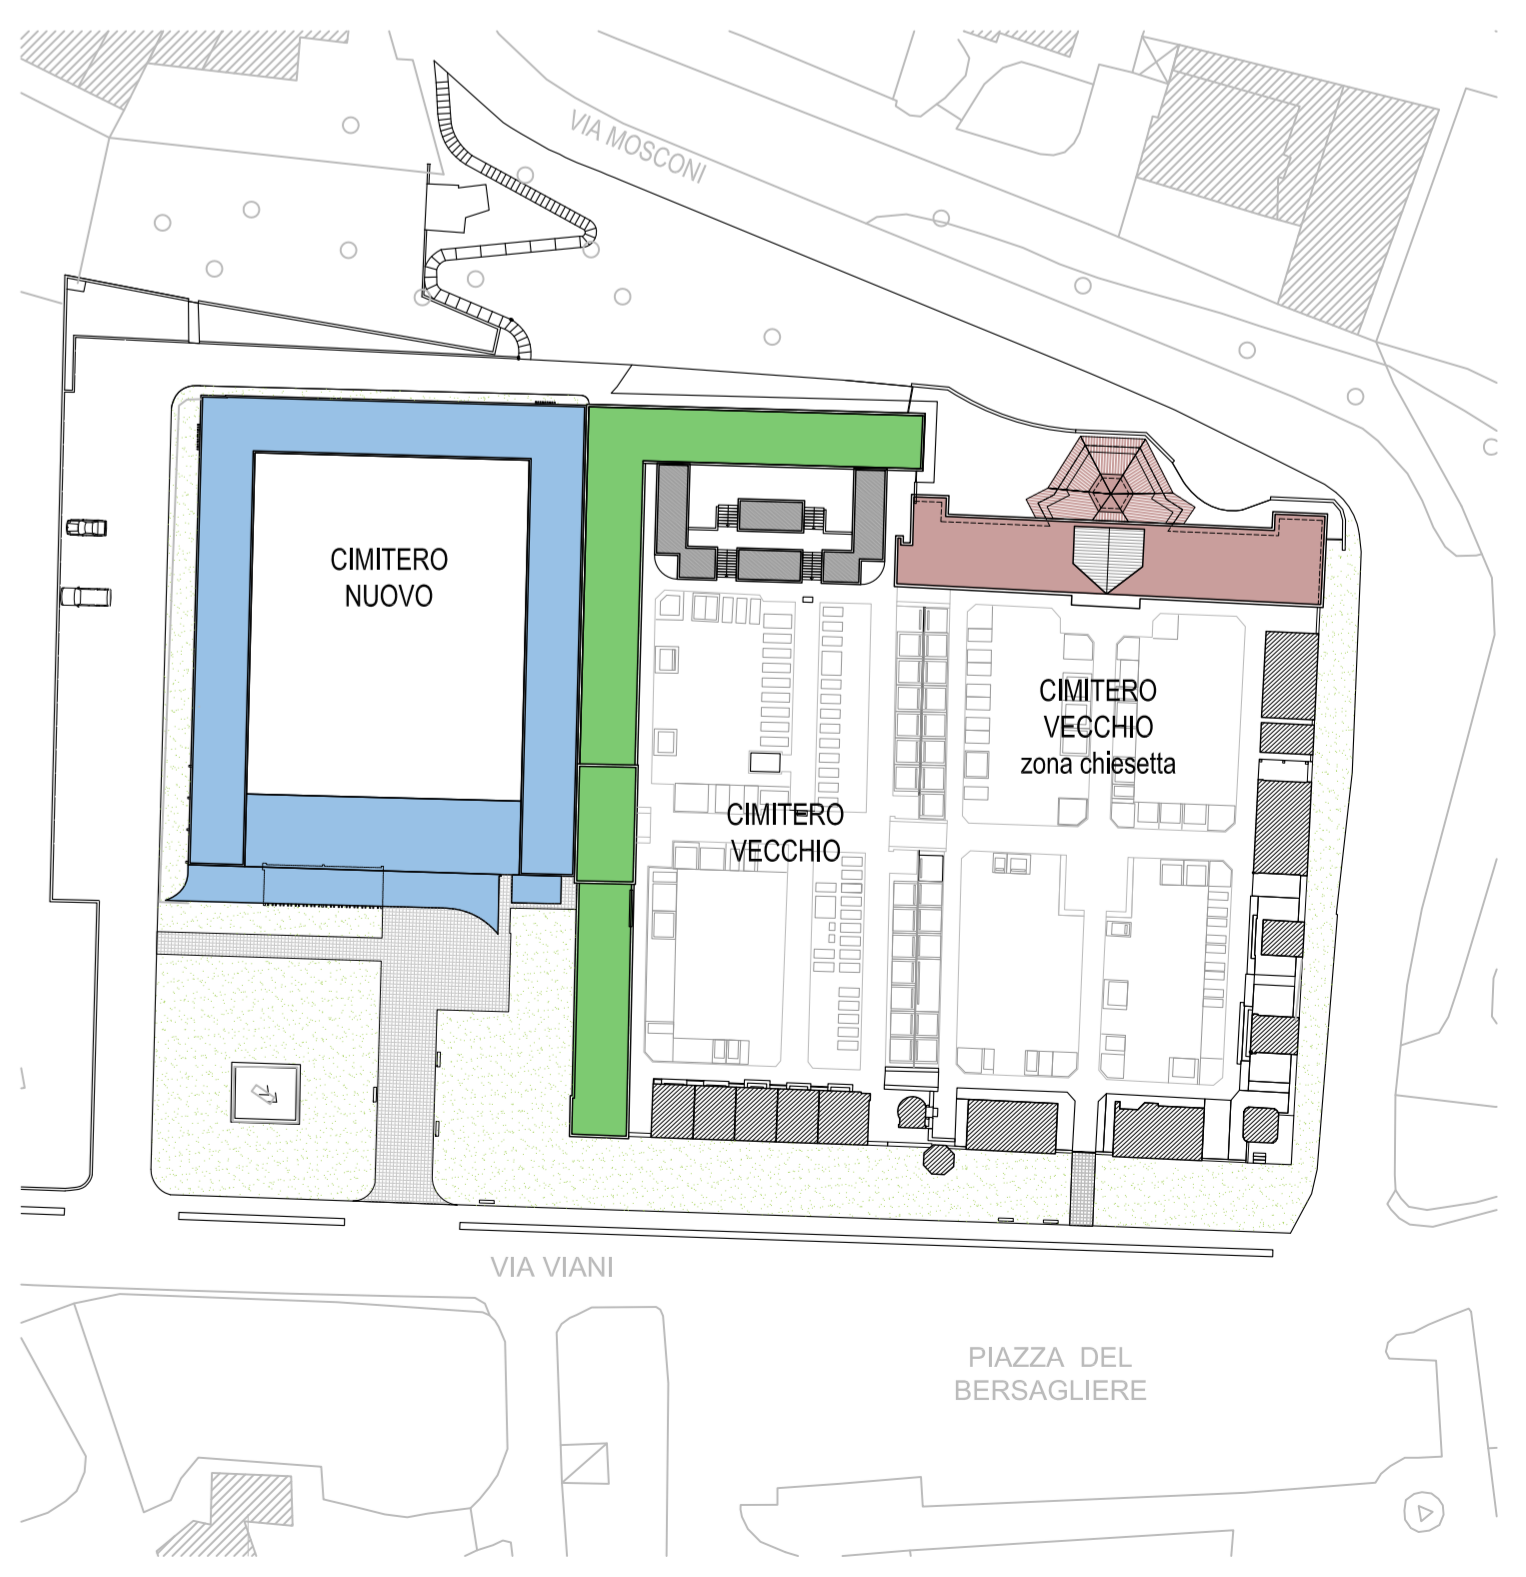 VIA MOSCONI
CIMITERO
NUOVO
CIMITERO
VECCHIO
zona chiesetta
CIMITERO
VECCHIO
VIA VIANI
PIAZZA DEL
BERSAGLIERE